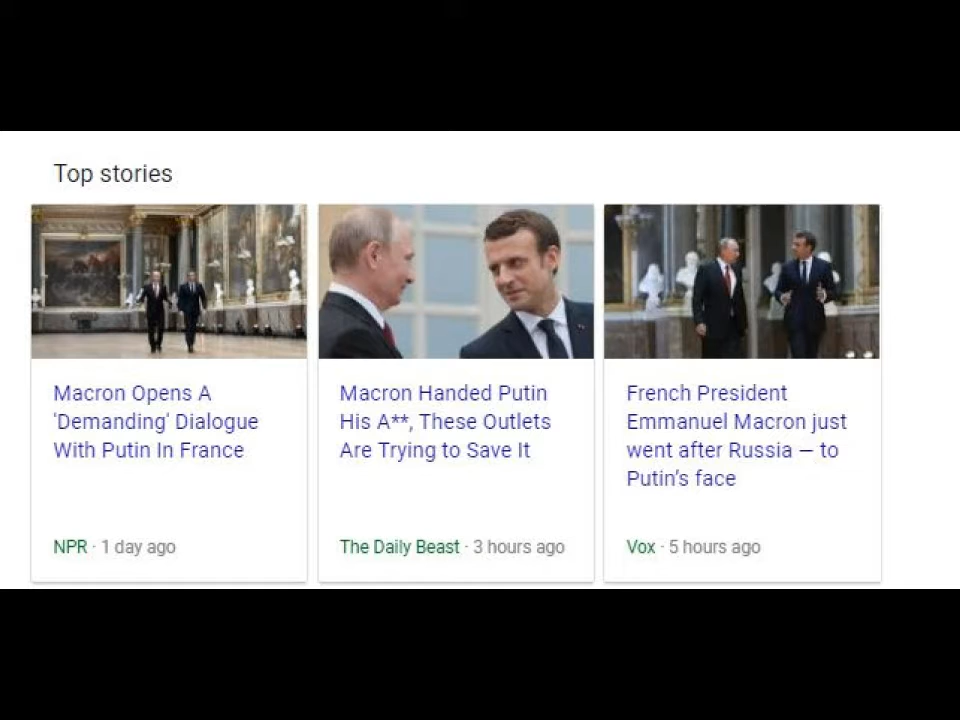 Top stories
Macron Opens A
'Demanding' Dialogue
With Putin In France
NPR · 1 day ago
Macron Handed Putin
His A**, These Outlets
Are Trying to Save It
The Daily Beast · 3 hours ago
French President
Emmanuel Macron just
went after Russia — to
Putin’s face
Vox · 5 hours ago